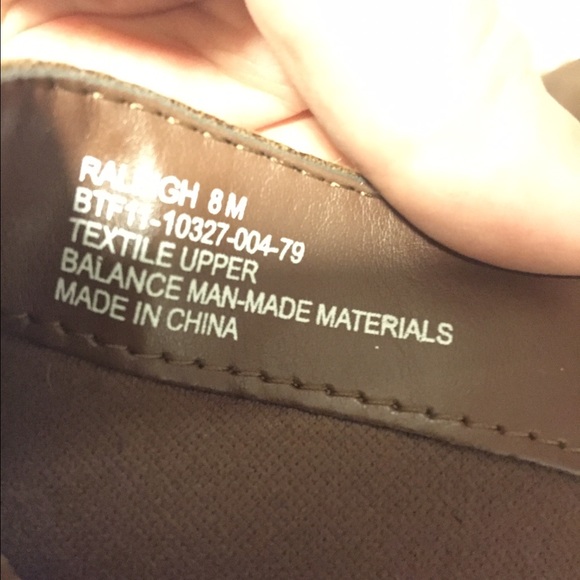 RALEIGH 8 M
BTF11-10327-004-79
TEXTILE UPPER
BALANCE MAN-MADE MATERIALS
MADE IN CHINA